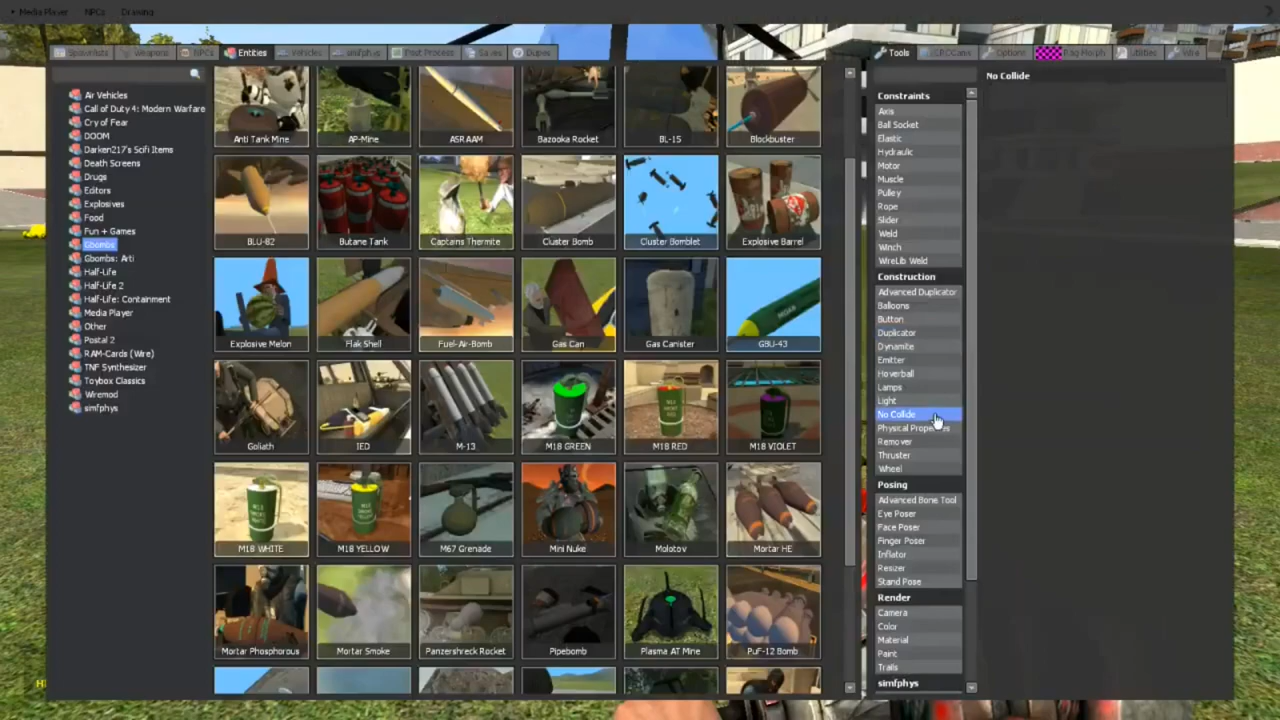 Media Player NPCs Drawing
Spawnlists Weapons NPCs Entities Vehicles simfphys Post Process Saves Dupes
Tools Options Rag Morph Utilities Wire
No Collide
Air Vehicles
Call of Duty 4: Modern Warfare
Cry of Fear
DOOM
Darken217's Scifi Items
Death Screens
Drugs
Editors
Explosives
Food
Fun + Games
Gbombs
Gbombs: Arti
Half-Life
Half-Life 2
Half-Life: Containment
Media Player
Other
Postal 2
RAM-Cards (Wire)
TNF Synthesizer
Toybox Classics
Wiremod
simfphys
Anti Tank Mine AP-Mine ASRAAM Bazooka Rocket BL-15 Blockbuster
BLU-82 Butane Tank Captains Thermite Cluster Bomb Cluster Bomblet Explosive Barrel
Explosive Melon Flak Shell Fuel-Air-Bomb Gas Can Gas Canister GBU-43
Goliath IED M-13 M18 GREEN M18 RED M18 VIOLET
M18 WHITE M18 YELLOW M67 Grenade Mini Nuke Molotov Mortar HE
Mortar Phosphorous Mortar Smoke Panzershreck Rocket Pipebomb Plasma AT Mine PuF-12 Bomb
Constraints
Axis
Ball Socket
Elastic
Hydraulic
Motor
Muscle
Pulley
Rope
Slider
Weld
Winch
WireLib Weld
Construction
Advanced Duplicator
Balloons
Button
Duplicator
Dynamite
Emitter
Hoverball
Lamps
Light
No Collide
Physical Properties
Remover
Thruster
Wheel
Posing
Advanced Bone Tool
Eye Poser
Face Poser
Finger Poser
Inflator
Resizer
Stand Pose
Render
Camera
Color
Material
Paint
Trails
simfphys